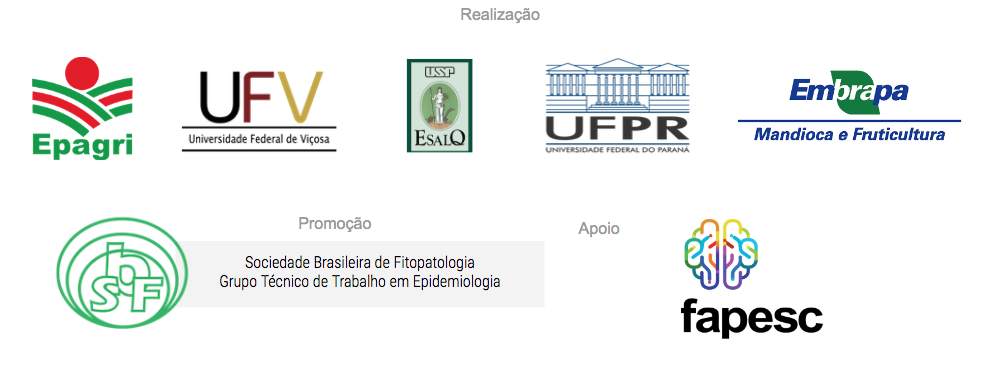 Realização
Epagri
UFV
Universidade Federal de Viçosa
USP
ESALQ
UFPR
UNIVERSIDADE FEDERAL DO PARANÁ
Embrapa
Mandioca e Fruticultura
Promoção
SbF
Sociedade Brasileira de Fitopatologia
Grupo Técnico de Trabalho em Epidemiologia
Apoio
fapesc